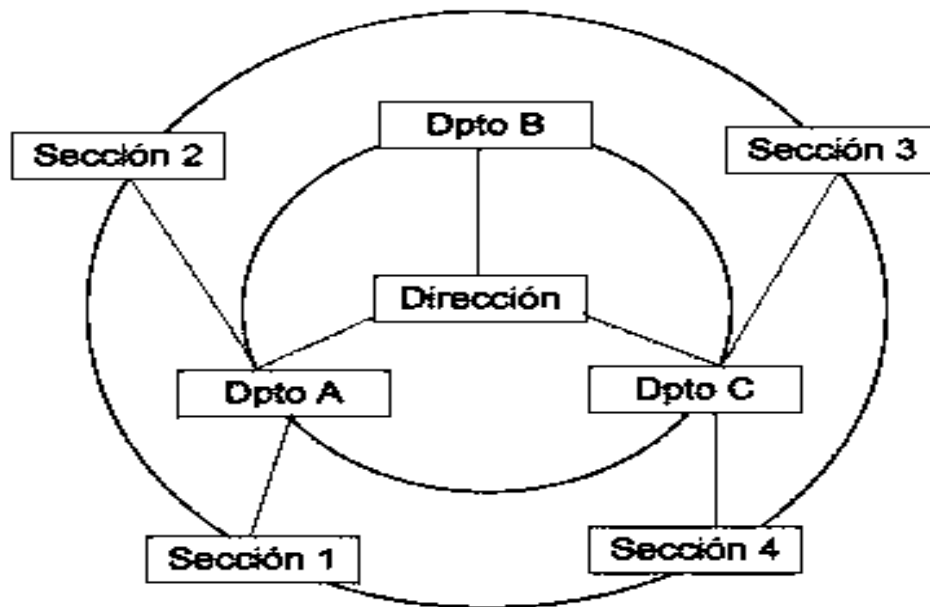 Dpto B
Sección 2
Sección 3
Dirección
Dpto A
Dpto C
Sección 1
Sección 4